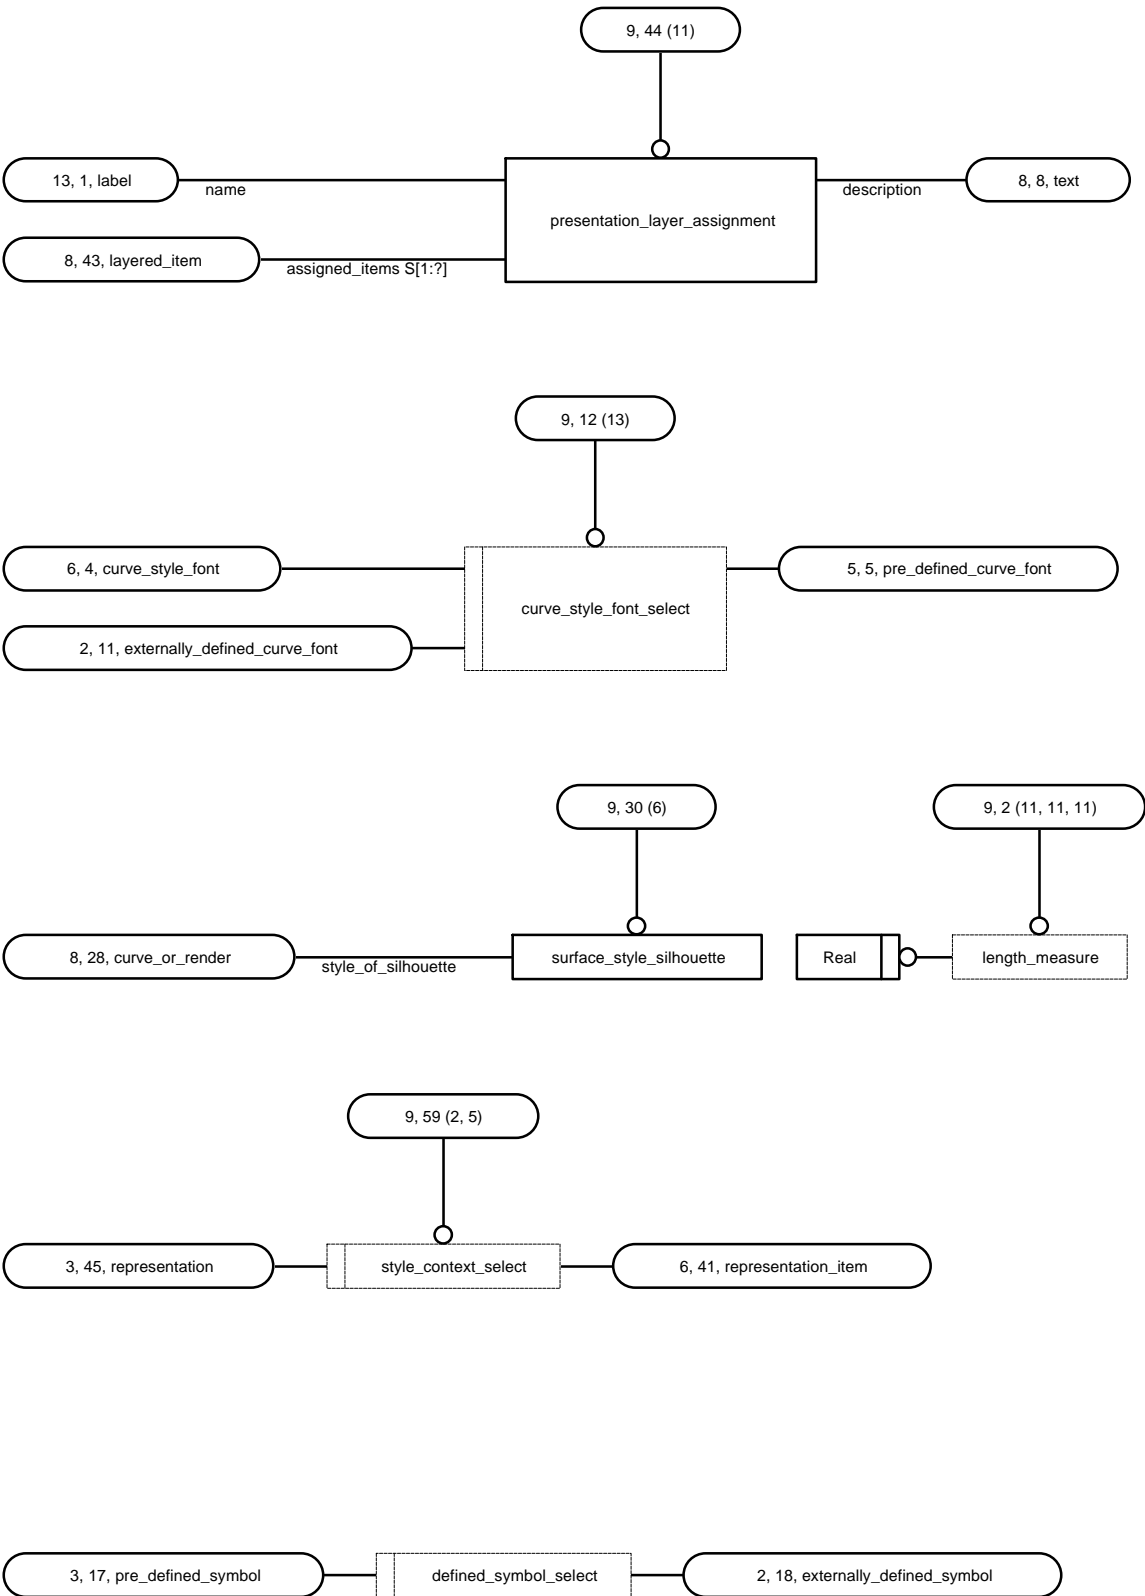 9, 44 (11)
13, 1, label
name
description
8, 8, text
presentation_layer_assignment
8, 43, layered_item
assigned_items S[1:?]
9, 12 (13)
6, 4, curve_style_font
5, 5, pre_defined_curve_font
curve_style_font_select
2, 11, externally_defined_curve_font
9, 30 (6)
9, 2 (11, 11, 11)
8, 28, curve_or_render
style_of_silhouette
surface_style_silhouette
Real
length_measure
9, 59 (2, 5)
3, 45, representation
style_context_select
6, 41, representation_item
3, 17, pre_defined_symbol
defined_symbol_select
2, 18, externally_defined_symbol